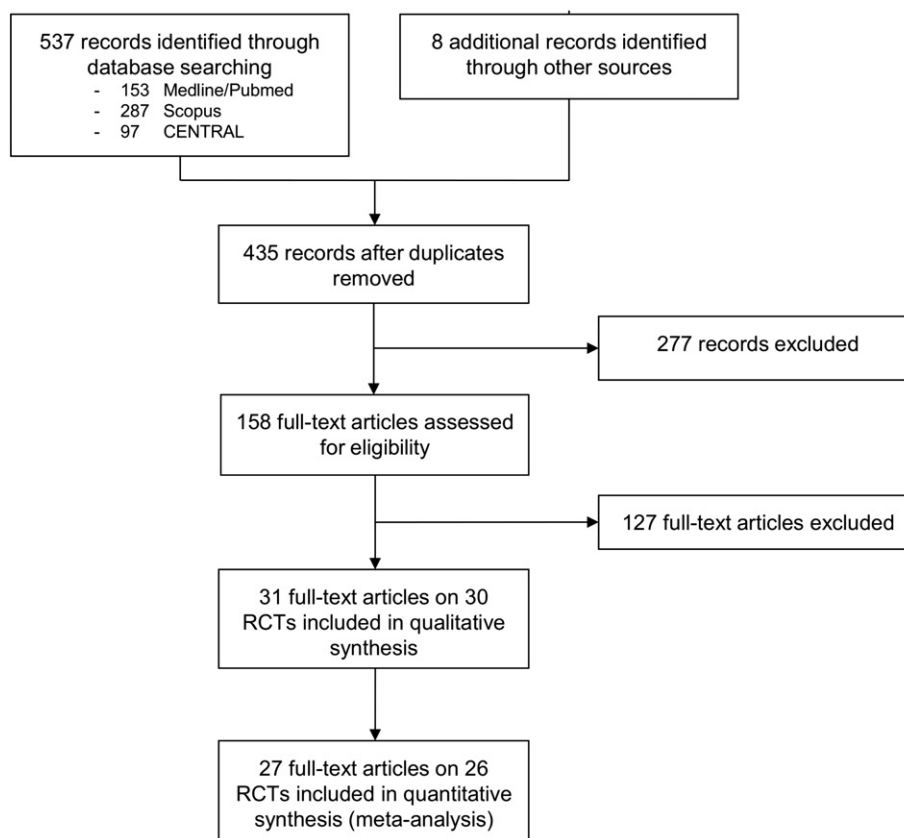 537 records identified through
database searching
- 153 Medline/Pubmed
- 287 Scopus
- 97 CENTRAL
8 additional records identified
through other sources
435 records after duplicates
removed
277 records excluded
158 full-text articles assessed
for eligibility
127 full-text articles excluded
31 full-text articles on 30
RCTs included in qualitative
synthesis
27 full-text articles on 26
RCTs included in quantitative
synthesis (meta-analysis)